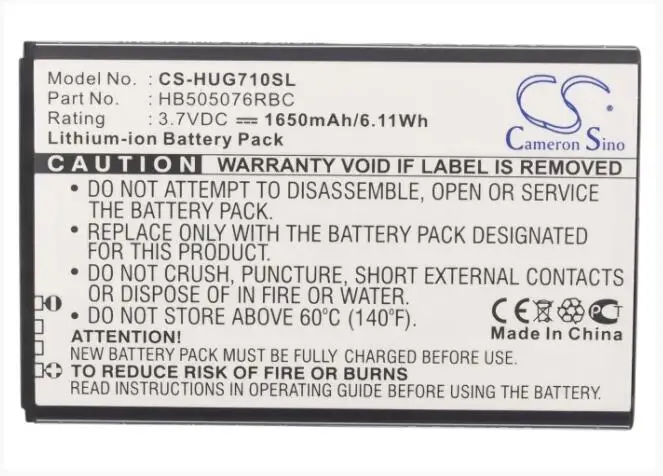 Model No. : CS-HUG710SL
Part No. : HB505076RBC
: 3.7VDC ⎓ 1650mAh/6.11Wh
Lithium-ion Battery Pack
CS
Cameron Sino
CAUTION WARRANTY VOID IF LABEL IS REMOVED
• DO NOT ATTEMPT TO DISASSEMBLE, OPEN OR SERVICE
THE BATTERY PACK.
• REPLACE ONLY WITH THE BATTERY PACK DESIGNATED
FOR THIS PRODUCT.
• DO NOT CRUSH, PUNCTURE, SHORT EXTERNAL CONTACTS
OR DISPOSE OF IN FIRE OR WATER.
• DO NOT STORE ABOVE 60°C (140°F).
CE
Made In China
ATTENTION!
NEW BATTERY PACK MUST BE FULLY CHARGED BEFORE USE.
TO REDUCE RISK OF FIRE OR BURNS
READ INSTRUCTIONS IN OPERATING GUIDE BEFORE USING BATTERY.